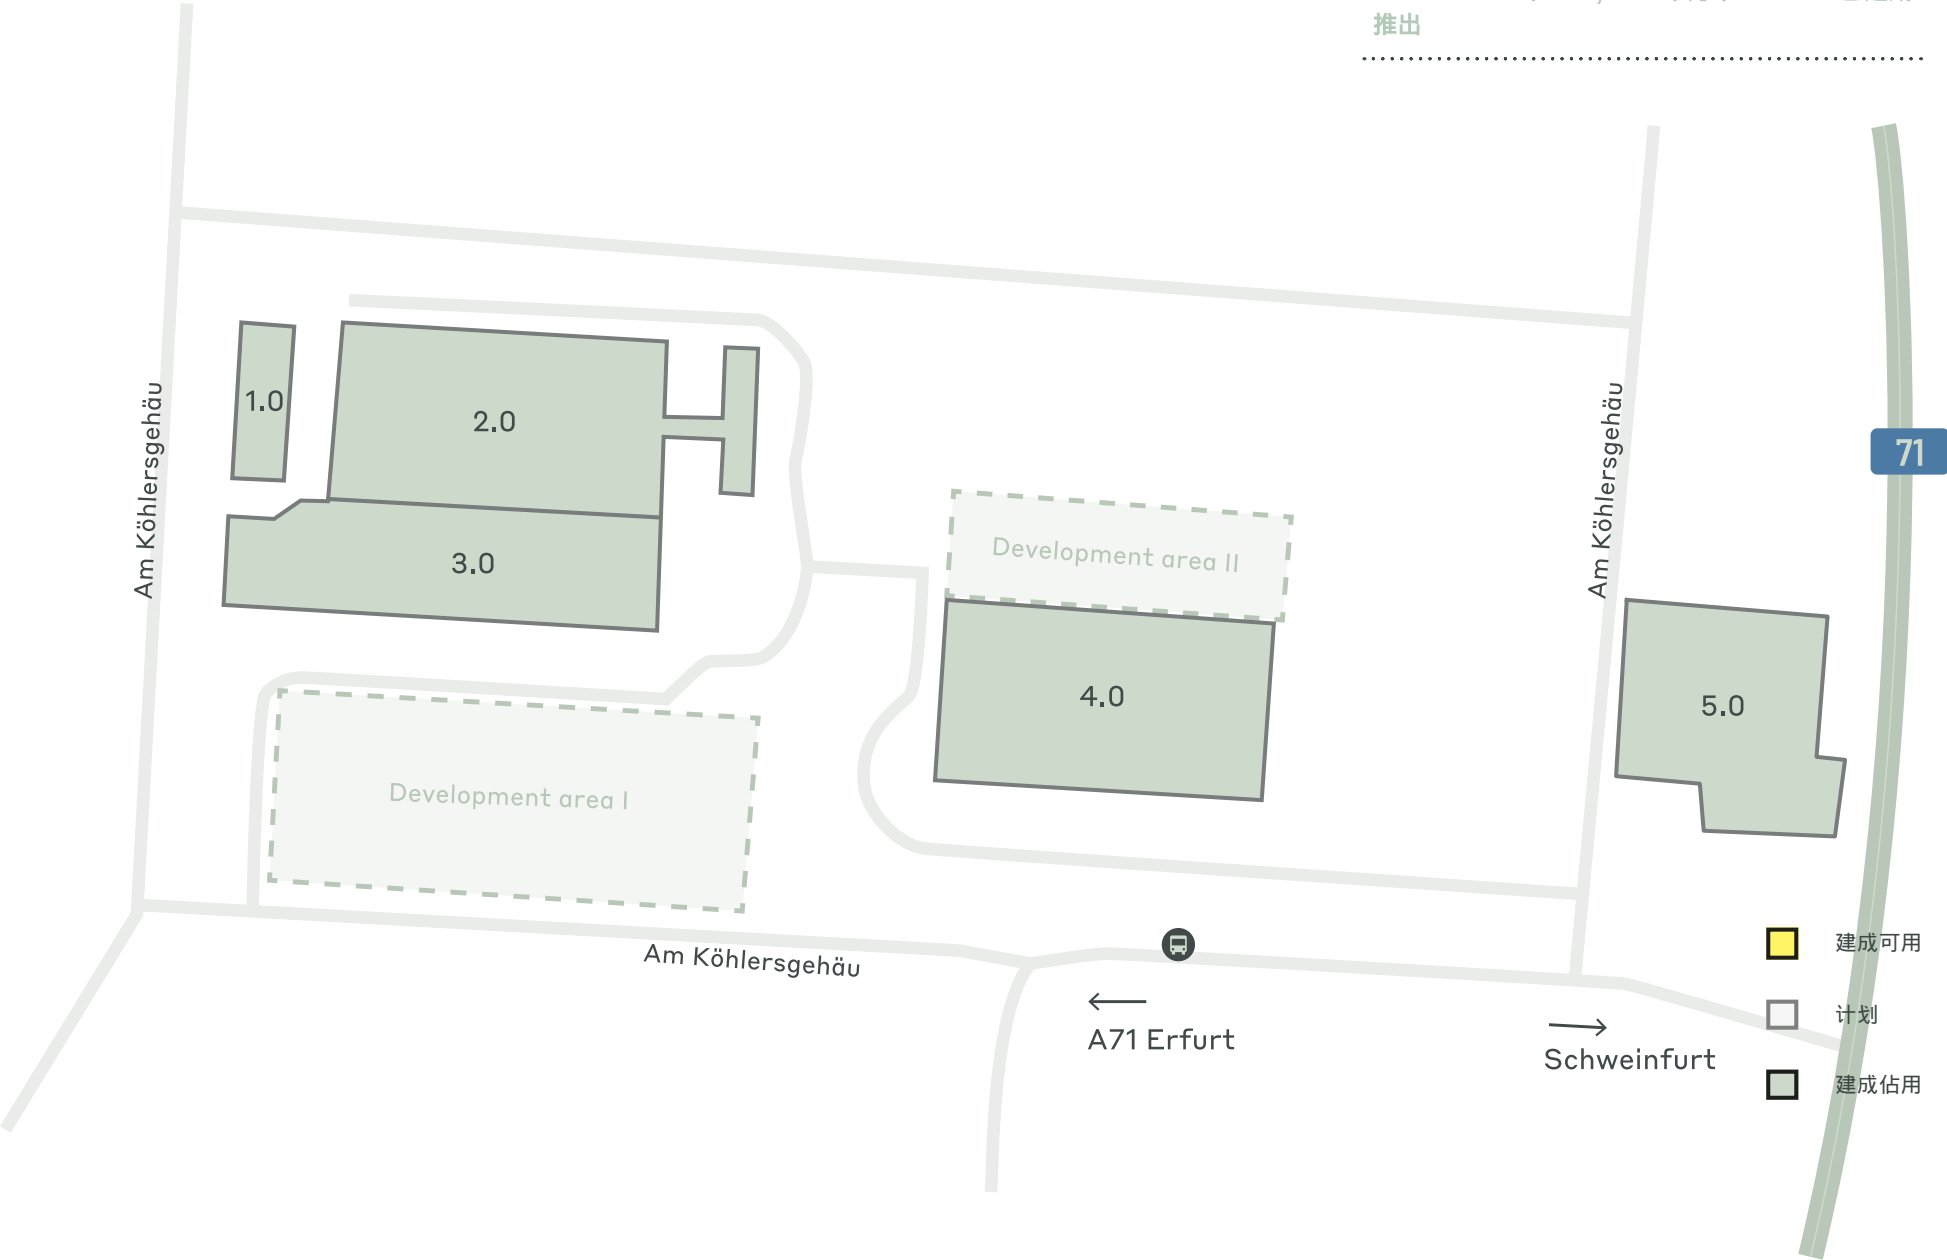 推出
1.0
2.0
3.0
Am Köhlersgehäu
Am Köhlersgehäu
71
Development area II
4.0
5.0
Development area I
Am Köhlersgehäu
A71 Erfurt
Schweinfurt
建成可用
计划
建成佔用